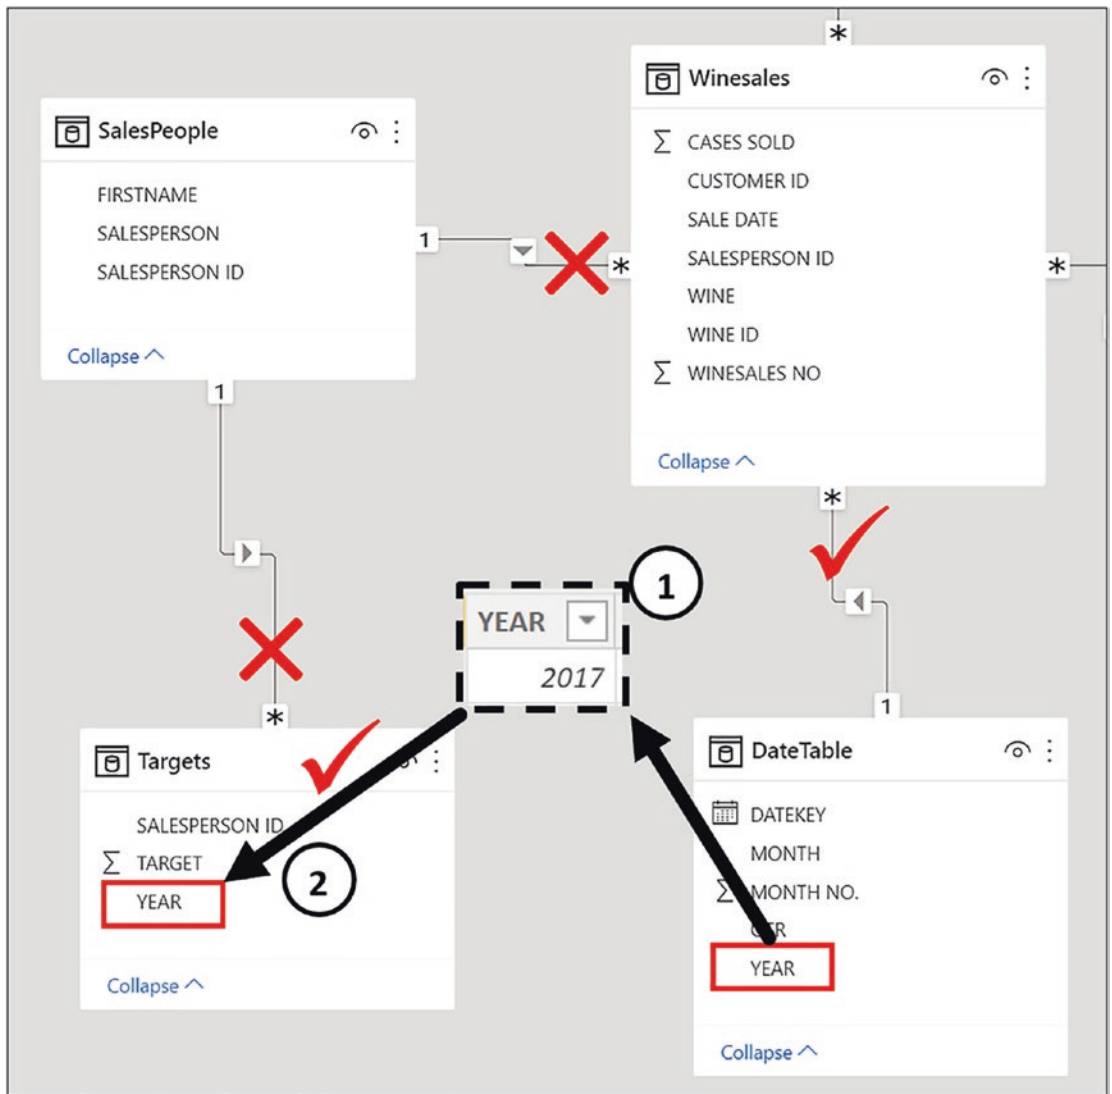 *
Winesales
SalesPeople
CASES SOLD
CUSTOMER ID
FIRSTNAME
SALE DATE
SALESPERSON
1
SALESPERSON ID
*
*
SALESPERSON ID
WINE
WINE ID
Collapse
WINESALES NO
1
Collapse
*
1
YEAR
2017
1
*
Targets
DateTable
SALESPERSON ID
DATEKEY
TARGET
MONTH
2
YEAR
MONTH NO.
QTR
YEAR
Collapse
Collapse